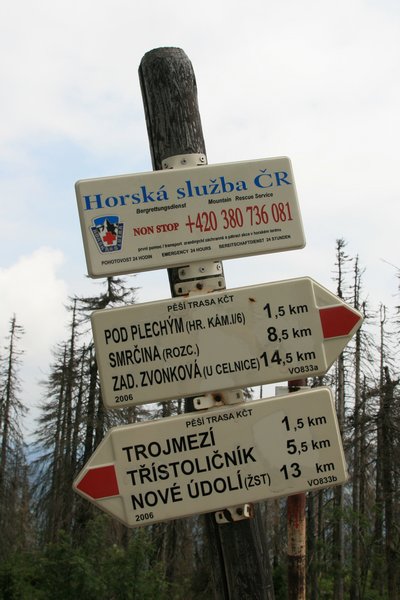 Horská služba ČR
Bergrettungsdienst Mountain Rescue Service
NON STOP +420 380 736 081
POHOTOVOST 24 HODIN EMERGENCY 24 HOURS BEREITSCHAFTDIENST 24 STUNDEN
PĚŠÍ TRASA KČT
POD PLECHÝM (HR. KÁM.I/6) 1,5 km
SMRČINA (ROZC.) 8,5 km
ZAD. ZVONKOVÁ (U CELNICE) 14,5 km
2006 VO833a
PĚŠÍ TRASA KČT
TROJMEZÍ 1,5 km
TŘÍSTOLIČNÍK 5,5 km
NOVÉ ÚDOLÍ (ŽST) 13 km
2006 VO833b